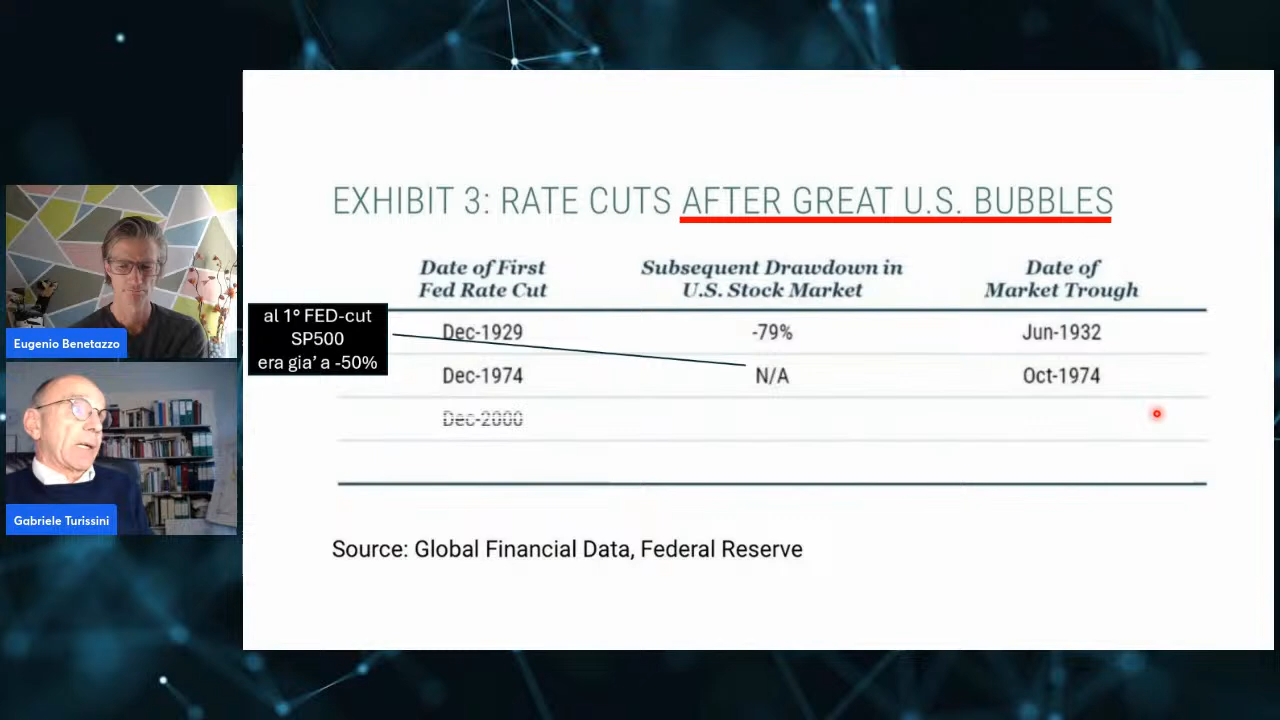 EXHIBIT 3: RATE CUTS AFTER GREAT U.S. BUBBLES
Date of First Subsequent Drawdown in Date of
Fed Rate Cut U.S. Stock Market Market Trough
al 1° FED-cut
SP500
era gia’ a -50%
Dec-1929 -79% Jun-1932
Dec-1974 N/A Oct-1974
Dec-2000
Source: Global Financial Data, Federal Reserve
Eugenio Benetazzo
Gabriele Turissini